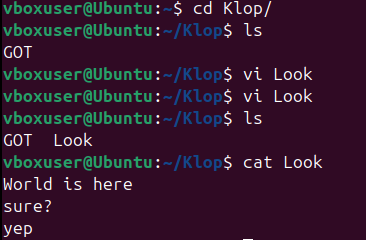 vboxuser@Ubuntu:~$ cd Klop/
vboxuser@Ubuntu:~/Klop$ ls
GOT
vboxuser@Ubuntu:~/Klop$ vi Look
vboxuser@Ubuntu:~/Klop$ vi Look
vboxuser@Ubuntu:~/Klop$ ls
GOT  Look
vboxuser@Ubuntu:~/Klop$ cat Look
World is here
sure?
yep